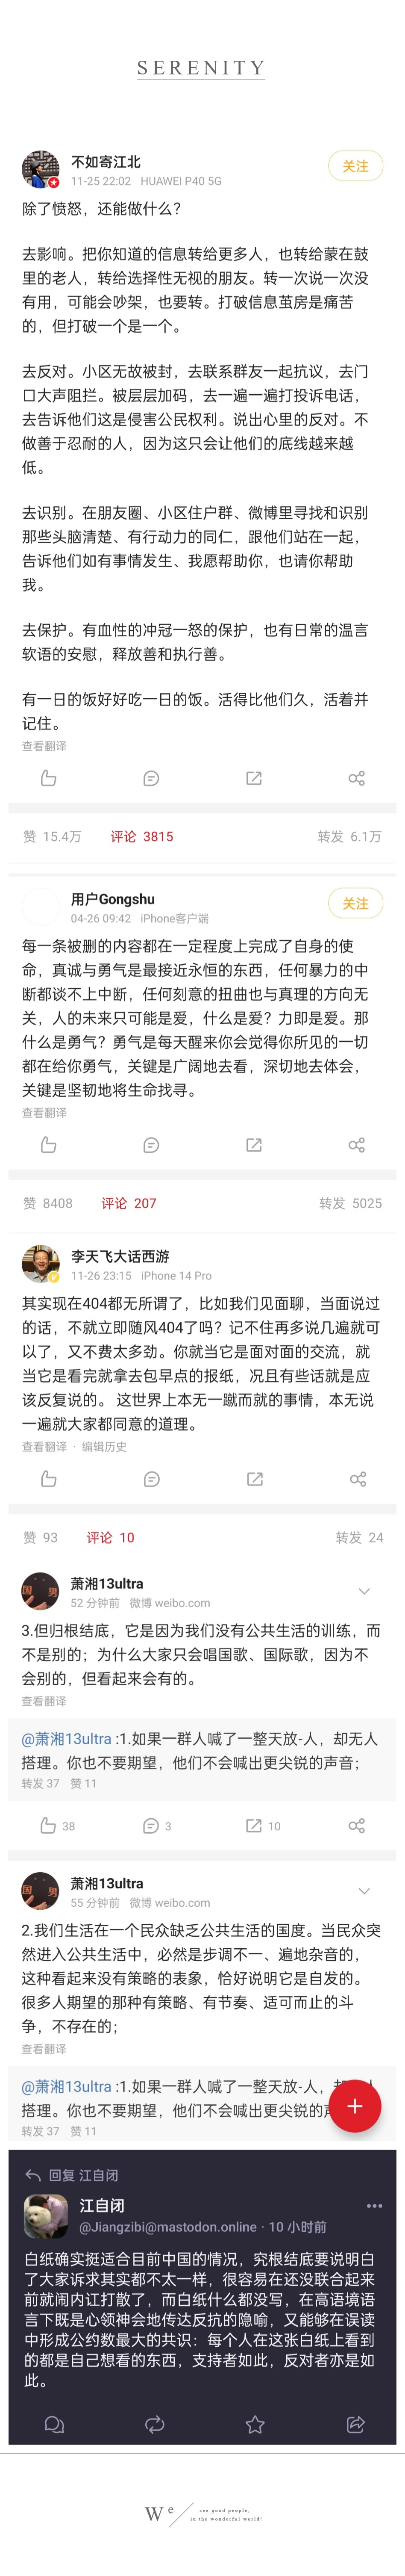 SERENITY
不如寄江北
11-25 22:02 HUAWEI P40 5G
关注
除了愤怒，还能做什么？
去影响。把你知道的信息转给更多人，也转给蒙在鼓
里的老人，转给选择性无视的朋友。转一次说一次没
有用，可能会吵架，也要转。打破信息茧房是痛苦
的，但打破一个是一个。
去反对。小区无故被封，去联系群友一起抗议，去门
口大声阻拦。被层层加码，去一遍一遍打投诉电话，
去告诉他们这是侵害公民权利。说出心里的反对。不
做善于忍耐的人，因为这只会让他们的底线越来越
低。
去识别。在朋友圈、小区住户群、微博里寻找和识别
那些头脑清楚、有行动力的同仁，跟他们站在一起，
告诉他们如有事情发生、我愿帮助你，也请你帮助
我。
去保护。有血性的冲冠一怒的保护，也有日常的温言
软语的安慰，释放善和执行善。
有一日的饭好好吃一日的饭。活得比他们久，活着并
记住。
查看翻译
赞 15.4万 评论 3815 转发 6.1万
用户Gongshu
04-26 09:42 iPhone客户端
关注
每一条被删的内容都在一定程度上完成了自身的使
命，真诚与勇气是最接近永恒的东西，任何暴力的中
断都谈不上中断，任何刻意的扭曲也与真理的方向无
关，人的未来只可能是爱，什么是爱？力即是爱。那
什么是勇气？勇气是每天醒来你会觉得你所见的一切
都在给你勇气，关键是广阔地去看，深切地去体会，
关键是坚韧地将生命找寻。
查看翻译
赞 8408 评论 207 转发 5025
李天飞大话西游
11-26 23:15 iPhone 14 Pro
其实现在404都无所谓了，比如我们见面聊，当面说过
的话，不就立即随风404了吗？记不住再多说几遍就可
以了，又不费太多劲。你就当它是面对面的交流，就
当它是看完就拿去包早点的报纸，况且有些话就是应
该反复说的。 这世界上本无一蹴而就的事情，本无说
一遍就大家都同意的道理。
查看翻译 · 编辑历史
赞 93 评论 10 转发 24
国 男
萧湘13ultra
52 分钟前 微博 weibo.com
3.但归根结底，它是因为我们没有公共生活的训练，而
不是别的；为什么大家只会唱国歌、国际歌，因为不
会别的，但看起来会有的。
查看翻译
@萧湘13ultra :1.如果一群人喊了一整天放-人，却无人
搭理。你也不要期望，他们不会喊出更尖锐的声音；
转发 37 赞 11
38 3 10
国 男
萧湘13ultra
55 分钟前 微博 weibo.com
2.我们生活在一个民众缺乏公共生活的国度。当民众突
然进入公共生活中，必然是步调不一、遍地杂音的，
这种看起来没有策略的表象，恰好说明它是自发的。
很多人期望的那种有策略、有节奏、适可而止的斗
争，不存在的；
查看翻译
@萧湘13ultra :1.如果一群人喊了一整天放-人，却无人
搭理。你也不要期望，他们不会喊出更尖锐的声
转发 37 赞 11
回复 江自闭
江自闭
@Jiangzibi@mastodon.online · 10 小时前
白纸确实挺适合目前中国的情况，究根结底要说明白
了大家诉求其实都不太一样，很容易在还没联合起来
前就闹内讧打散了，而白纸什么都没写，在高语境语
言下既是心领神会地传达反抗的隐喻，又能够在误读
中形成公约数最大的共识：每个人在这张白纸上看到
的都是自己想看的东西，支持者如此，反对者亦是如
此。
We
see good people,
in the wonderful world!